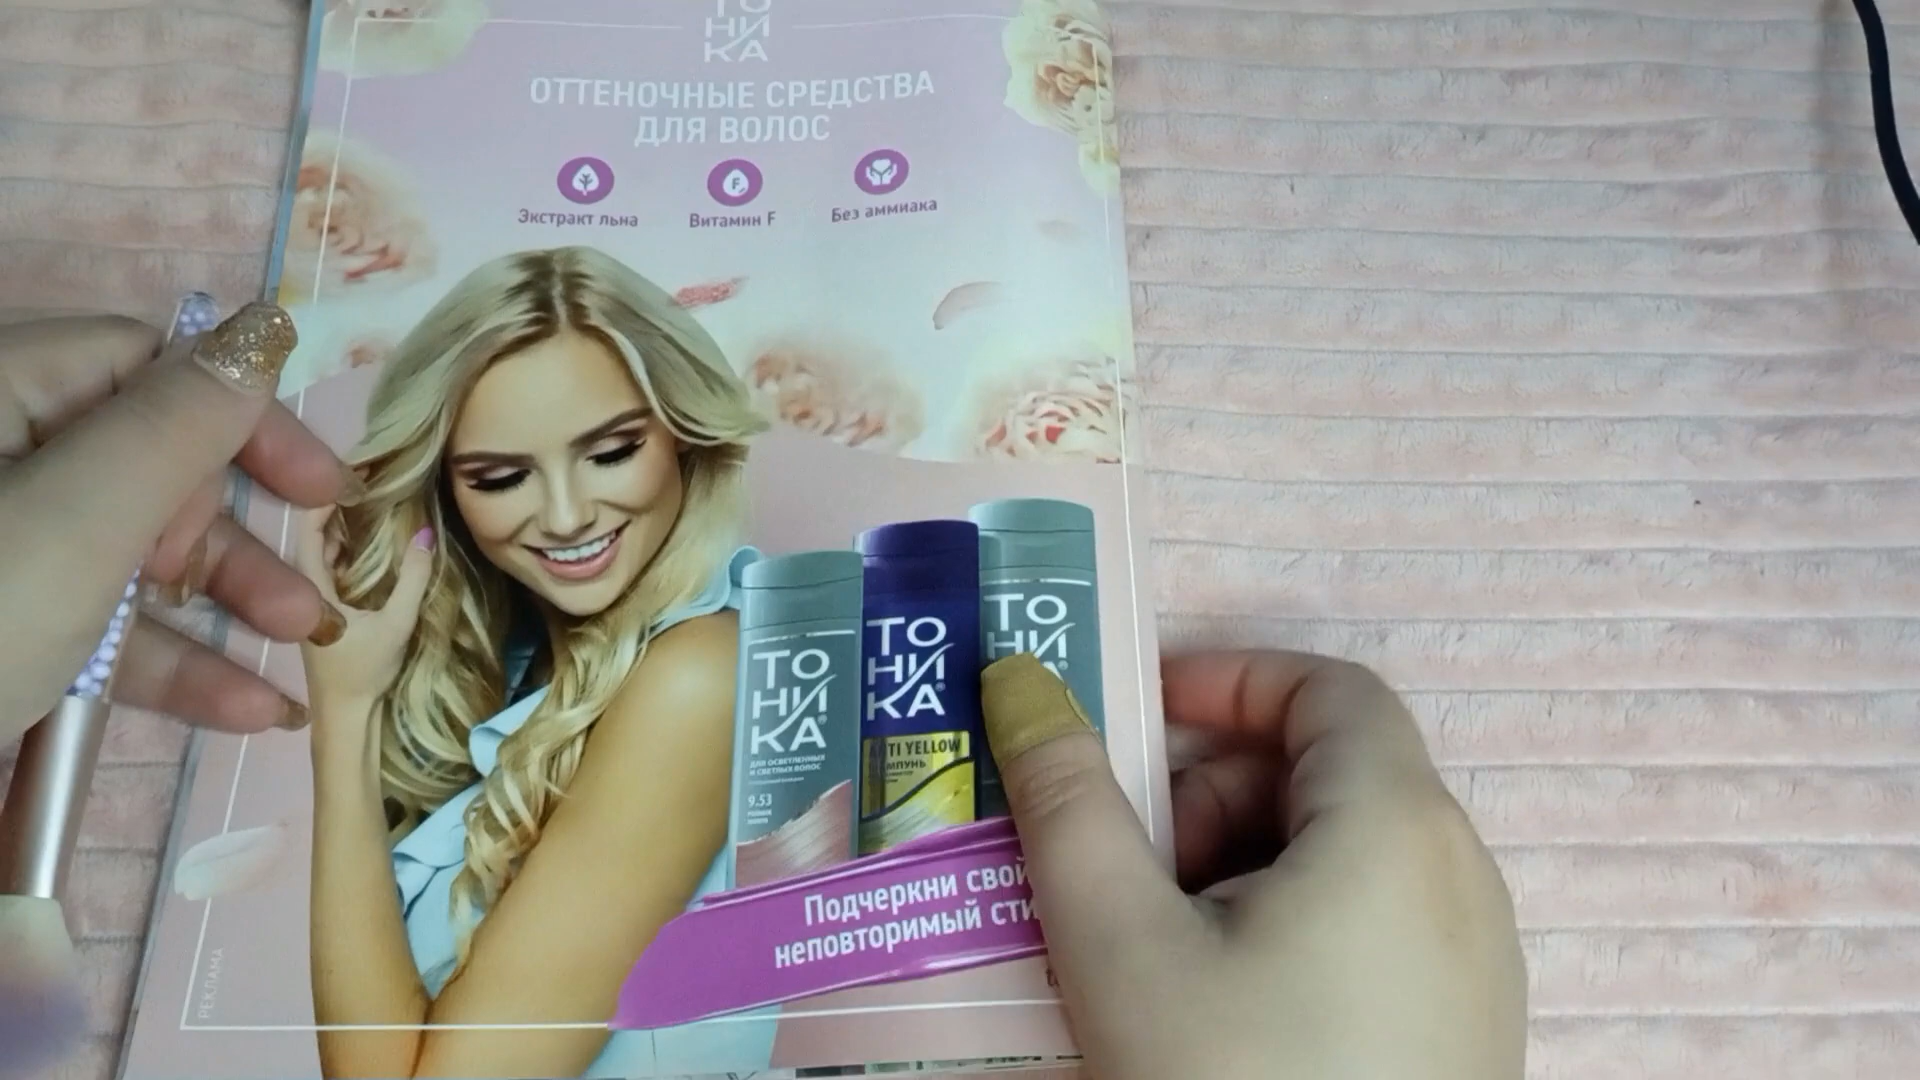 ТО
НИ
КА
ОТТЕНОЧНЫЕ СРЕДСТВА
ДЛЯ ВОЛОС
Экстракт льна
F
Витамин F
Без аммиака
ТО
НИ
КА®
ДЛЯ ОСВЕТЛЕННЫХ
И СВЕТЛЫХ ВОЛОС
9.53
ТО
НИ
КА®
ANTI YELLOW
ТО
НИ
Подчеркни свой
неповторимый сти
РЕКЛАМА